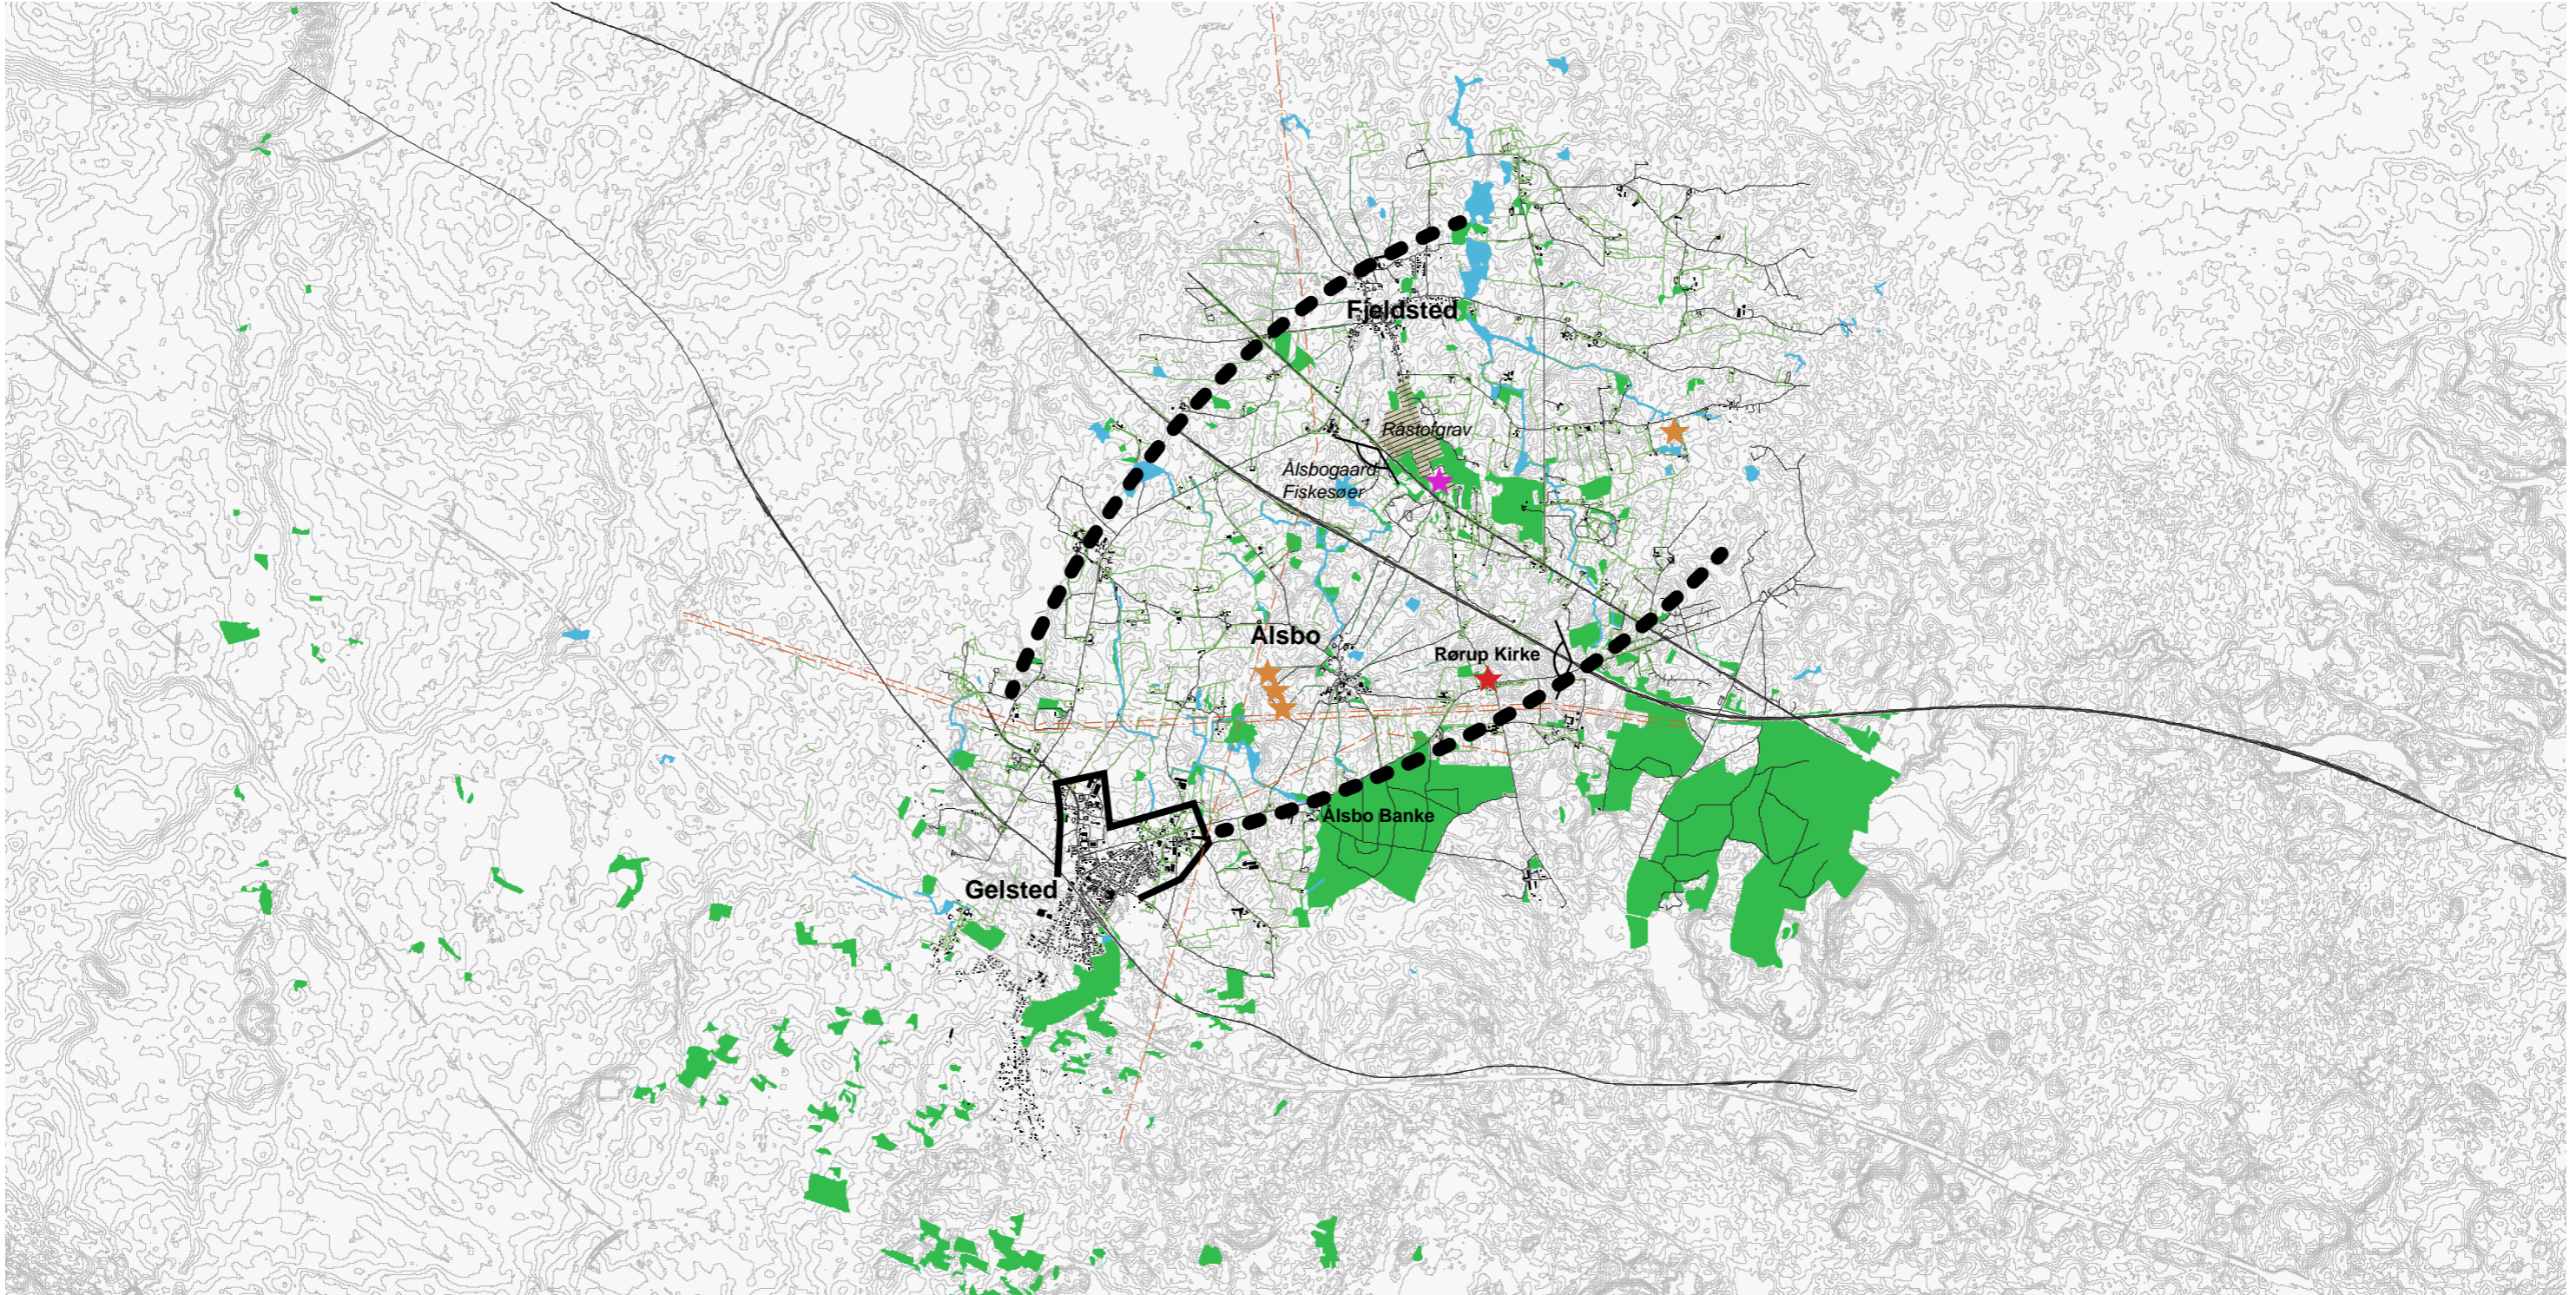 Fjeldsted
Råstofgrav
Ålsbogaard
Fiskesøer
Ålsbo
Rørup Kirke
Ålsbo Banke
Gelsted